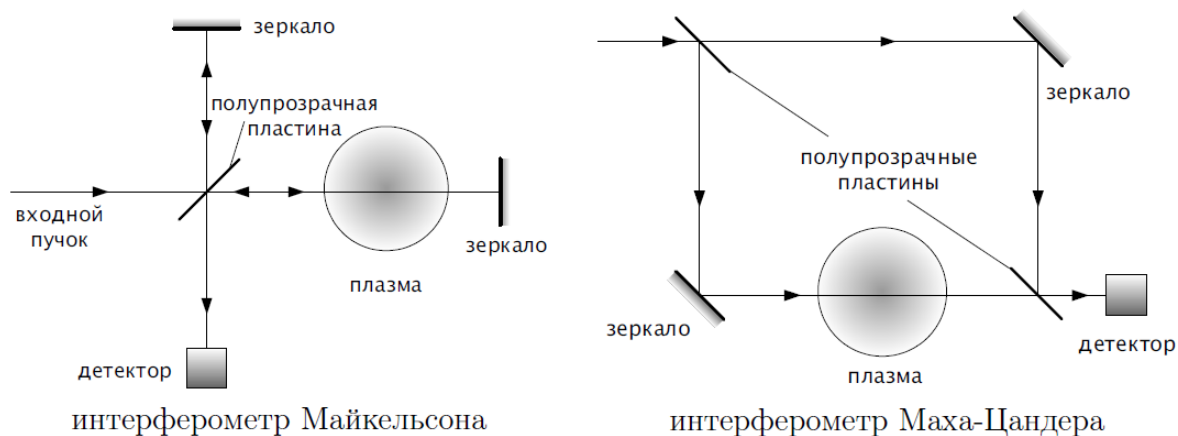 зеркало
полупрозрачная
пластина
входной
пучок
зеркало
плазма
детектор
интерферометр Майкельсона
зеркало
полупрозрачные
пластины
зеркало
плазма
детектор
интерферометр Маха-Цандера